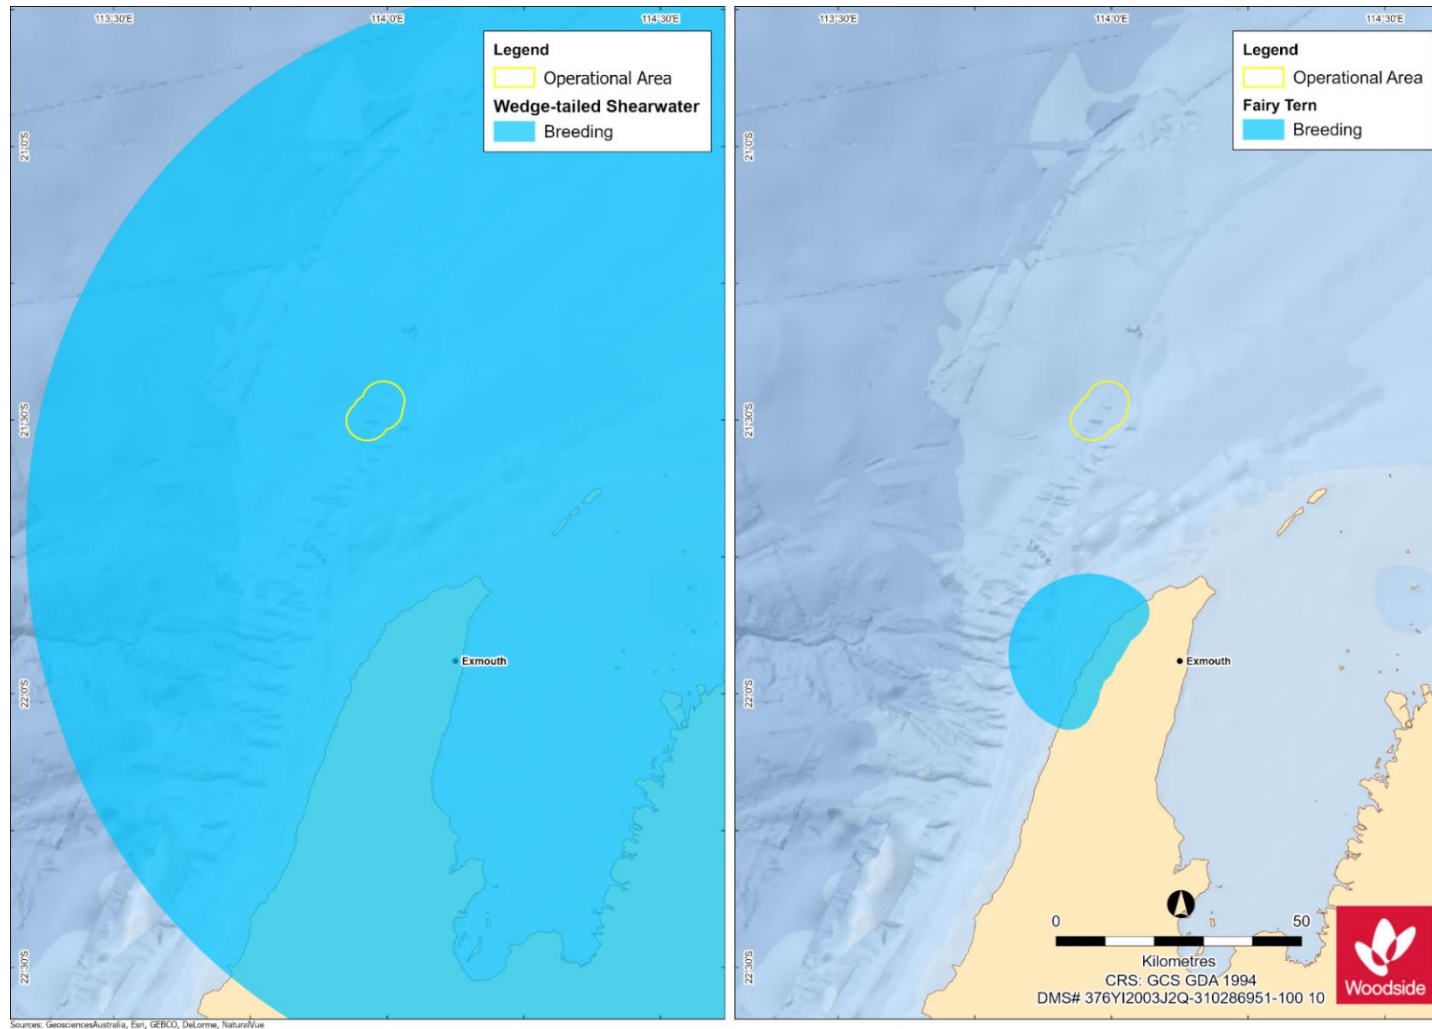 113°30'E
114°0'E
114°30'E
Legend
Operational Area
Wedge-tailed Shearwater
Breeding
21°0'S
21°30'S
22°0'S
22°30'S
Exmouth
113°30'E
114°0'E
114°30'E
Legend
Operational Area
Fairy Tern
Breeding
21°0'S
21°30'S
22°0'S
22°30'S
Exmouth
0 50
Kilometres
CRS: GCS GDA 1994
DMS# 376YI2003J2Q-310286951-100 10
Woodside
Sources: GeosciencesAustralia, Esri, GEBCO, DeLorme, NaturalVue